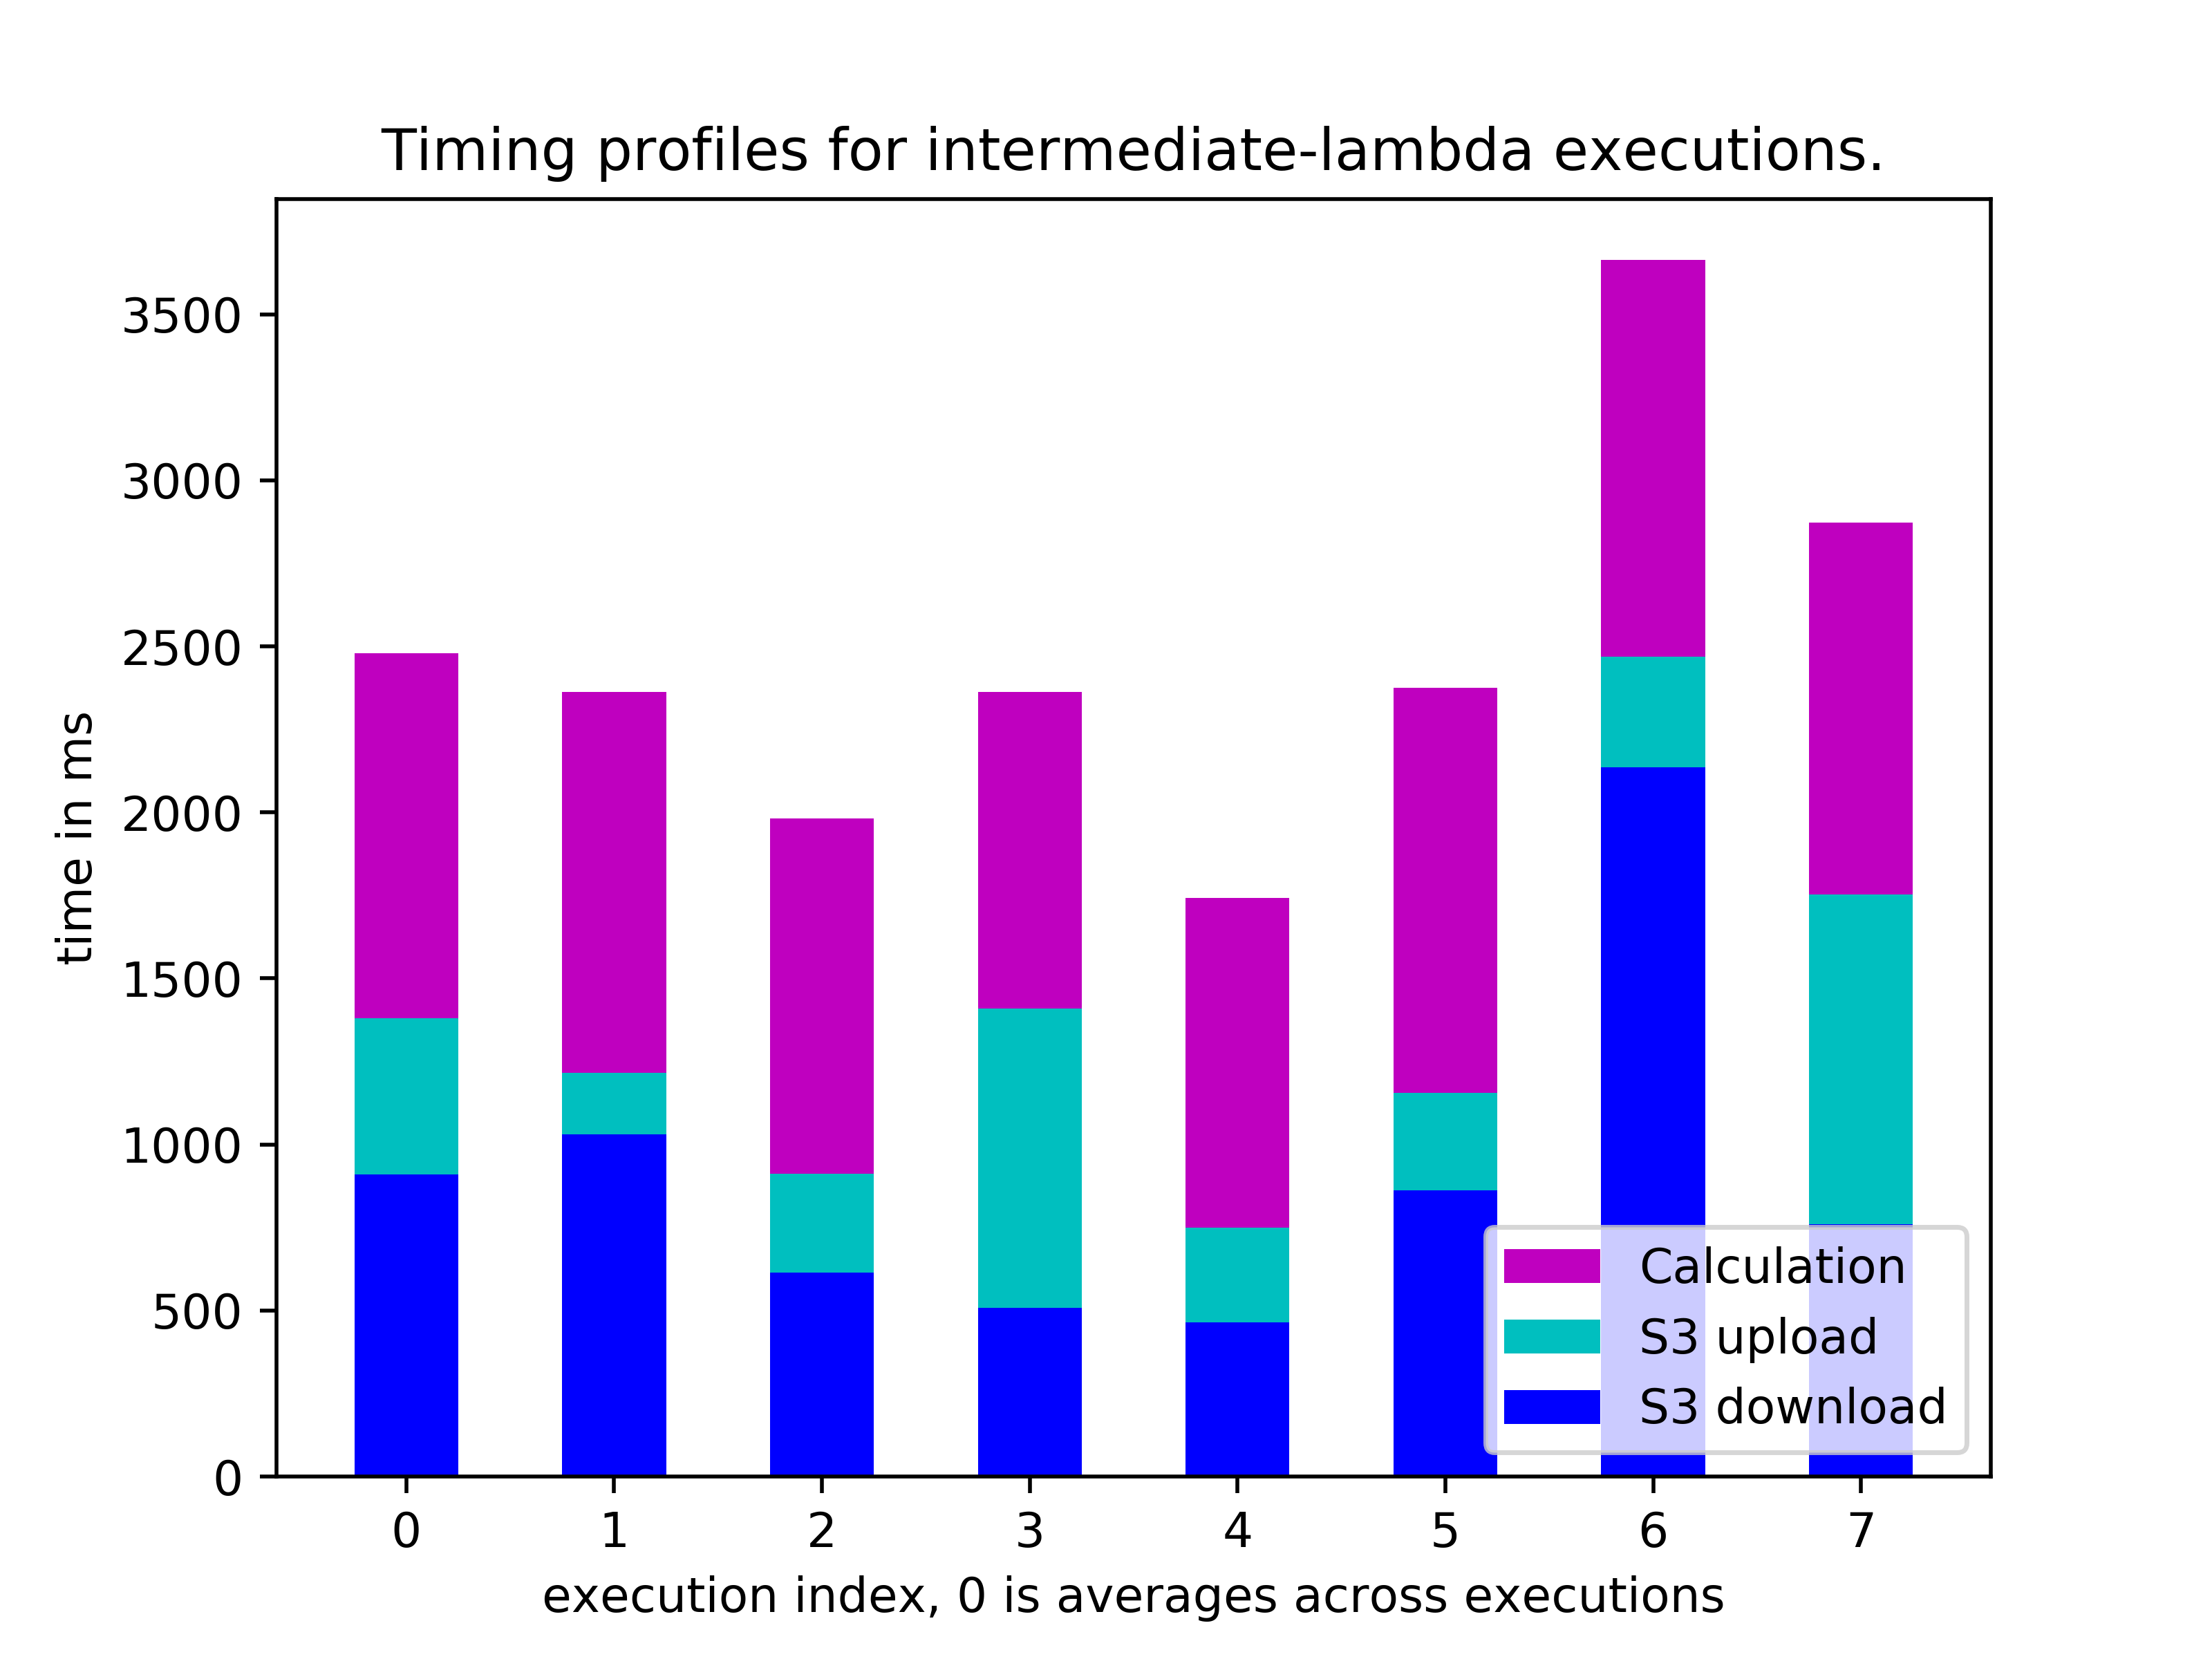 Timing profiles for intermediate-lambda executions.
3500
3000
2500
2000
1500
1000
500
0
time in ms
Calculation
S3 upload
S3 download
0 1 2 3 4 5 6 7
execution index, 0 is averages across executions